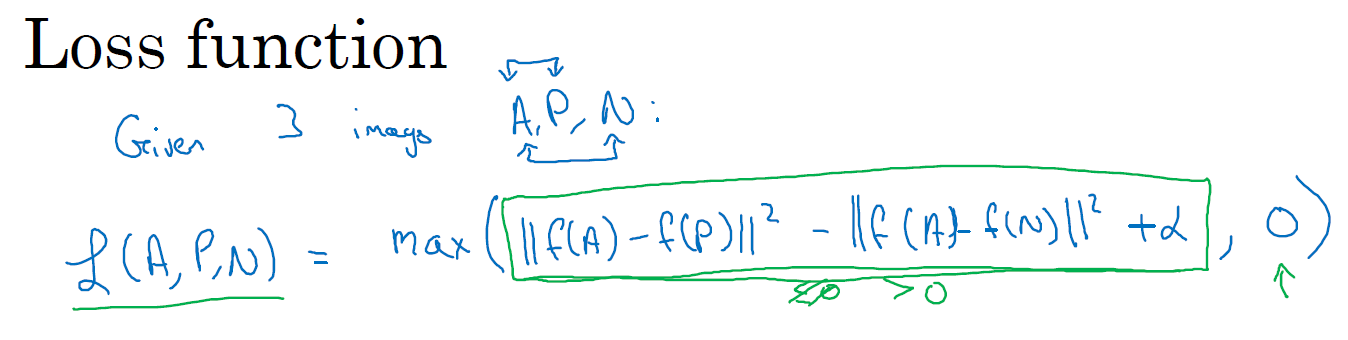 Loss function
Given 3 images A, P, N:
ℒ(A, P, N) = max(||f(A) - f(P)||² - ||f(A) - f(N)||² + α, 0)
≤0 >0